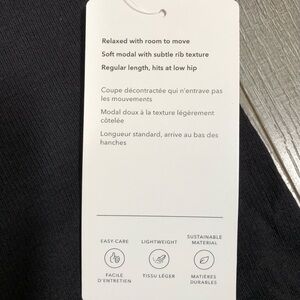 Relaxed with room to move
Soft modal with subtle rib texture
Regular length, hits at low hip
Coupe décontractée qui n'entrave pas
les mouvements
Modal doux à la texture légèrement
côtelée
Longueur standard, arrive au bas des
hanches
EASY-CARE
LIGHTWEIGHT
SUSTAINABLE
MATERIAL
FACILE
D'ENTRETIEN
TISSU LÉGER
MATIÈRES
DURABLES